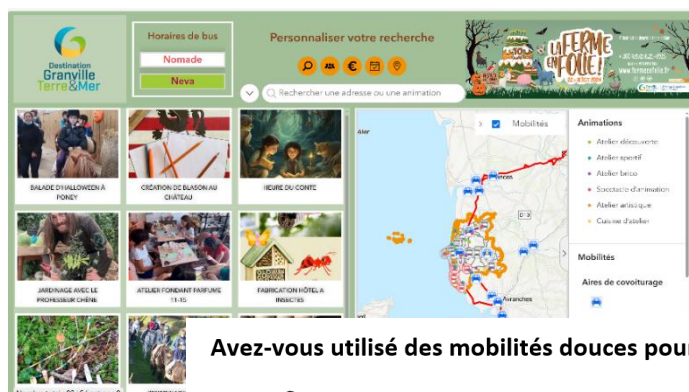 Destination
Granville
Terre&Mer
Horaires de bus
Nomade
Neva
Personnaliser votre recherche
Rechercher une adresse ou une animation
LA FERME
EN FOLIE!
BALADE D'HALLOWEEN À
PONEY
CRÉATION DE BLASON AU
CHÂTEAU
HEURE DU CONTE
JARDINAGE AVEC LE
PROFESSEUR CHÊNE
ATELIER FONDANT PARFUMÉ
11-15
FABRICATION HÔTEL A
INSECTES
Mobilités
D 13
Avranches
Animations
Atelier découverte
Atelier sportif
Atelier brico
Spectacle d'animation
Atelier artistique
Cuisine d'atelier
Mobilités
Aires de covoiturage
Avez-vous utilisé des mobilités douces pour